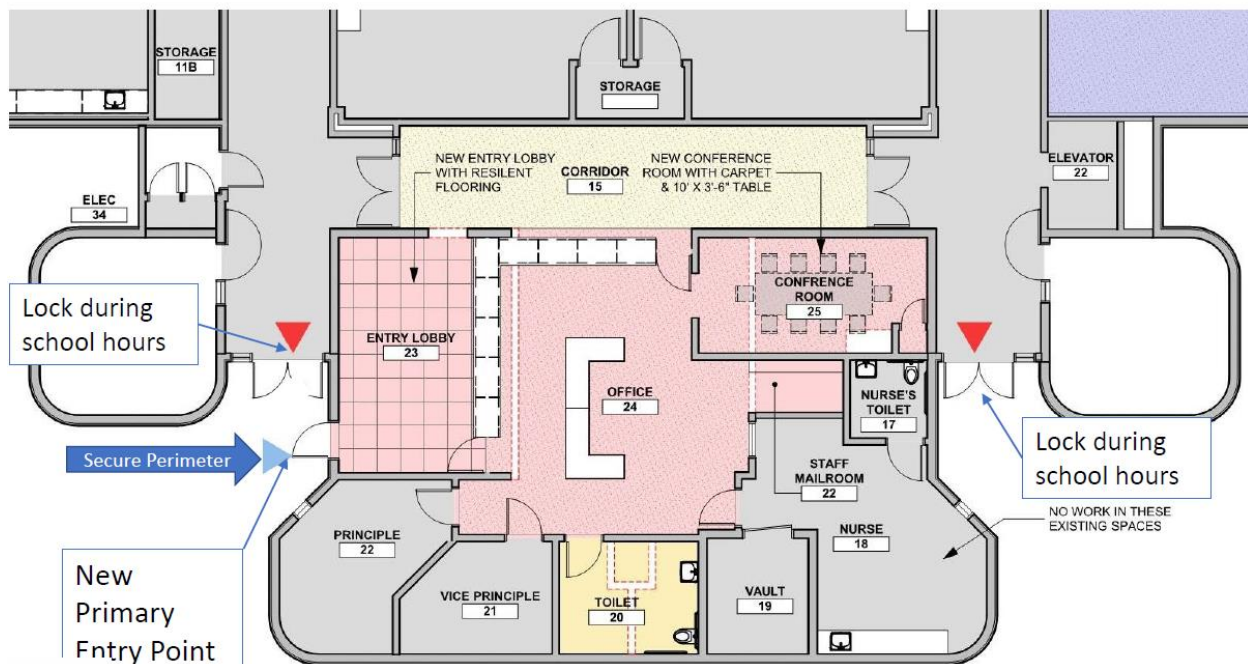 STORAGE
11B
STORAGE
NEW ENTRY LOBBY
WITH RESILENT
FLOORING
CORRIDOR
15
NEW CONFERENCE
ROOM WITH CARPET
& 10' X 3'-6" TABLE
ELEVATOR
22
ELEC
34
Lock during
school hours
ENTRY LOBBY
23
CONFRENCE
ROOM
25
OFFICE
24
NURSE'S
TOILET
17
Lock during
school hours
Secure Perimeter
STAFF
MAILROOM
22
NO WORK IN THESE
EXISTING SPACES
PRINCIPLE
22
NURSE
18
New
Primary
Entry Point
VICE PRINCIPLE
21
TOILET
20
VAULT
19